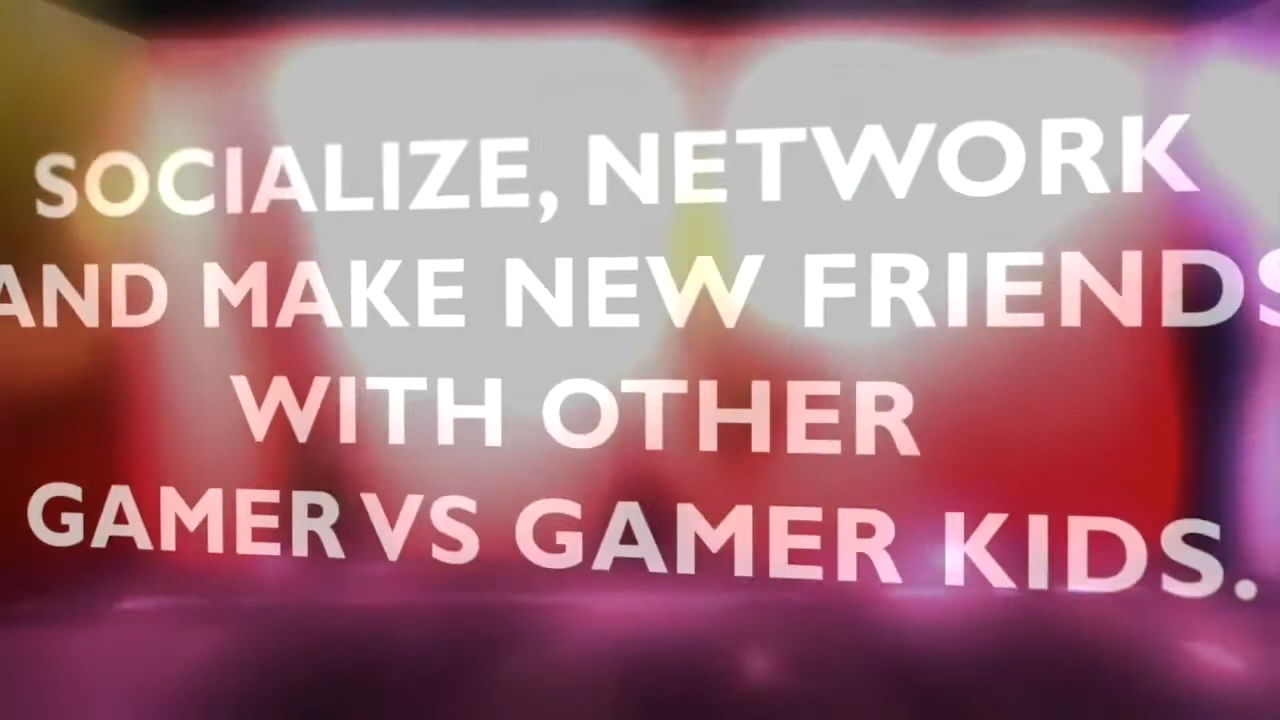 SOCIALIZE, NETWORK
AND MAKE NEW FRIENDS
WITH OTHER
GAMER VS GAMER KIDS.